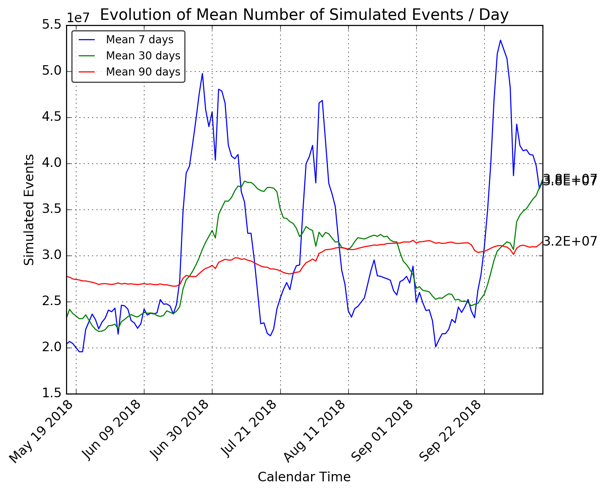 Evolution of Mean Number of Simulated Events / Day
1e7
5.5
5.0
4.5
4.0
3.5
3.0
2.5
2.0
1.5
Simulated Events
Mean 7 days
Mean 30 days
Mean 90 days
3.8E+07
3.2E+07
May 19 2018
Jun 09 2018
Jun 30 2018
Jul 21 2018
Aug 11 2018
Sep 01 2018
Sep 22 2018
Calendar Time